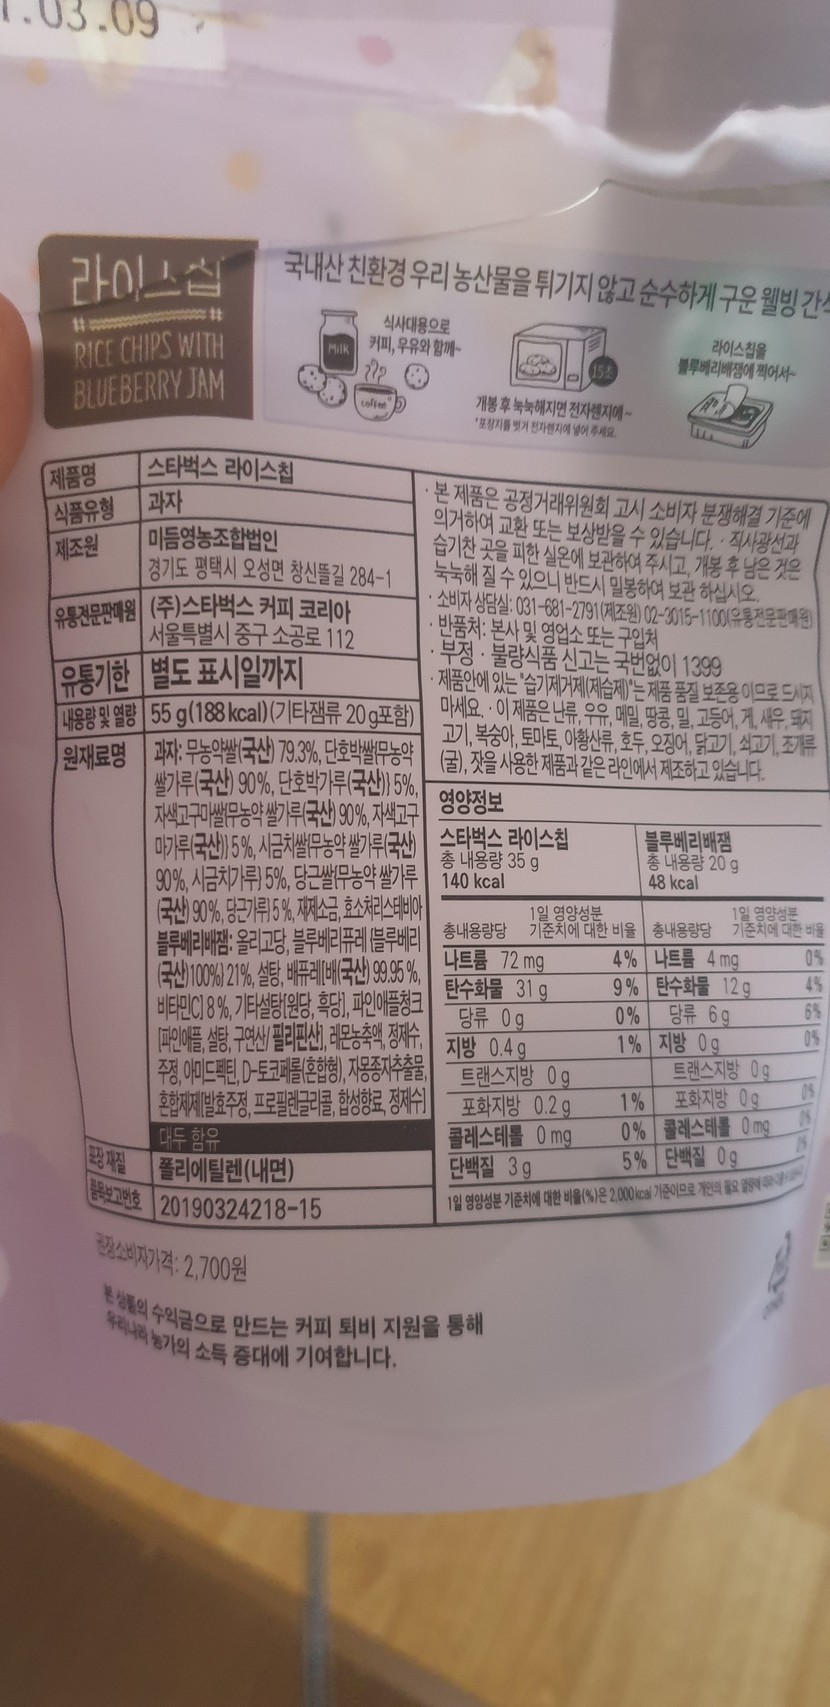 .03.09
라이스칩
RICE CHIPS WITH
BLUEBERRY JAM
국내산 친환경 우리 농산물을 튀기지 않고 순수하게 구운 웰빙 간식
식사대용으로
커피, 우유와 함께~
Milk
coffee
15초
개봉 후 눅눅해지면 전자렌지에~
*포장지를 벗겨 전자렌지에 넣어 주세요.
라이스칩을
블루베리배잼에 찍어서~
제품명 스타벅스 라이스칩
식품유형 과자
제조원 미듬영농조합법인
경기도 평택시 오성면 창신뜰길 284-1
유통전문판매원 (주)스타벅스 커피 코리아
서울특별시 중구 소공로 112
유통기한 별도 표시일까지
내용량 및 열량 55 g(188 kcal)(기타잼류 20 g포함)
원재료명 과자: 무농약쌀(국산) 79.3%, 단호박쌀{무농약
쌀가루(국산) 90%, 단호박가루(국산)} 5%,
자색고구마쌀{무농약 쌀가루(국산) 90%, 자색고구
마가루(국산)} 5%, 시금치쌀{무농약 쌀가루(국산)
90%, 시금치가루} 5%, 당근쌀{무농약 쌀가루
(국산) 90%, 당근가루} 5%, 재제소금, 효소처리스테비아
블루베리배잼: 올리고당, 블루베리퓨레 {블루베리
(국산)100%} 21%, 설탕, 배퓨레[배(국산) 99.95%,
비타민C] 8%, 기타설탕[원당, 흑당], 파인애플청크
[파인애플, 설탕, 구연산/필리핀산], 레몬농축액, 정제수,
주정, 아미드펙틴, D-토코페롤(혼합형), 자몽종자추출물,
혼합제제[발효주정, 프로필렌글리콜, 합성향료, 정제수]
대두 함유
포장 재질 폴리에틸렌(내면)
품목보고번호 20190324218-15
· 본 제품은 공정거래위원회 고시 소비자 분쟁해결 기준에
의거하여 교환 또는 보상받을 수 있습니다. · 직사광선과
습기찬 곳을 피한 실온에 보관하여 주시고, 개봉 후 남은 것은
눅눅해 질 수 있으니 반드시 밀봉하여 보관 하십시오.
· 소비자 상담실: 031-681-2791(제조원) 02-3015-1100(유통전문판매원)
· 반품처: 본사 및 영업소 또는 구입처
· 부정 · 불량식품 신고는 국번없이 1399
· 제품안에 있는 "습기제거제(제습제)"는 제품 품질 보존용 이므로 드시지
마세요. · 이 제품은 난류, 우유, 메밀, 땅콩, 밀, 고등어, 게, 새우, 돼지
고기, 복숭아, 토마토, 아황산류, 호두, 오징어, 닭고기, 쇠고기, 조개류
(굴), 잣을 사용한 제품과 같은 라인에서 제조하고 있습니다.
영양정보
스타벅스 라이스칩
총 내용량 35 g
140 kcal
총내용량당 1일 영양성분 기준치에 대한 비율
나트륨 72 mg 4%
탄수화물 31 g 9%
당류 0 g 0%
지방 0.4 g 1%
트랜스지방 0 g
포화지방 0.2 g 1%
콜레스테롤 0 mg 0%
단백질 3 g 5%
블루베리배잼
총 내용량 20 g
48 kcal
총내용량당 1일 영양성분 기준치에 대한 비율
나트륨 4 mg 0%
탄수화물 12 g 4%
당류 6 g 6%
지방 0 g 0%
트랜스지방 0 g
포화지방 0 g 0%
콜레스테롤 0 mg 0%
단백질 0 g
1일 영양성분 기준치에 대한 비율(%)은 2,000 kcal 기준이므로 개인의 필요 열량에 따라
권장소비자가격: 2,700원
본 상품의 수익금으로 만드는 커피 퇴비 지원을 통해
우리나라 농가의 소득 증대에 기여합니다.